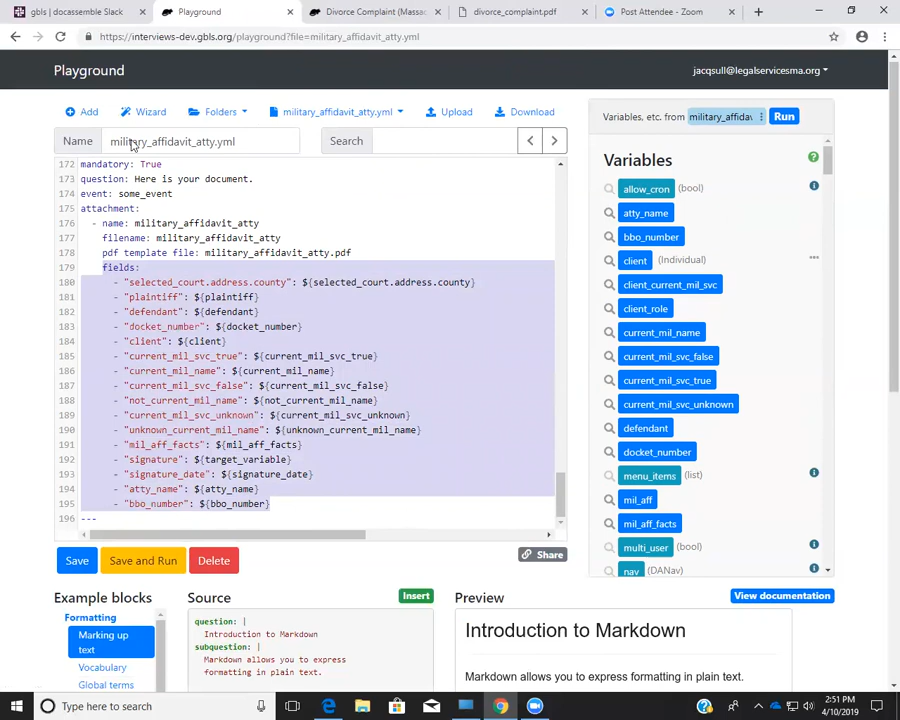 gbls | docassemble Slack
Playground
Divorce Complaint (Massac
divorce_complaint.pdf
Post Attendee - Zoom
https://interviews-dev.gbls.org/playground?file=military_affidavit_atty.yml
Playground
jacqsull@legalservicesma.org
Add
Wizard
Folders
military_affidavit_atty.yml
Upload
Download
Name
military_affidavit_atty.yml
Search
172 mandatory: True
173 question: Here is your document.
174 event: some_event
175 attachment:
176 - name: military_affidavit_atty
177 filename: military_affidavit_atty
178 pdf template file: military_affidavit_atty.pdf
179 fields:
180 - "selected_court.address.county": ${selected_court.address.county}
181 - "plaintiff": ${plaintiff}
182 - "defendant": ${defendant}
183 - "docket_number": ${docket_number}
184 - "client": ${client}
185 - "current_mil_svc_true": ${current_mil_svc_true}
186 - "current_mil_name": ${current_mil_name}
187 - "current_mil_svc_false": ${current_mil_svc_false}
188 - "not_current_mil_name": ${not_current_mil_name}
189 - "current_mil_svc_unknown": ${current_mil_svc_unknown}
190 - "unknown_current_mil_name": ${unknown_current_mil_name}
191 - "mil_aff_facts": ${mil_aff_facts}
192 - "signature": ${target_variable}
193 - "signature_date": ${signature_date}
194 - "atty_name": ${atty_name}
195 - "bbo_number": ${bbo_number}
196 ---
Save
Save and Run
Delete
Share
Variables, etc. from
military_affidav
Run
Variables
allow_cron (bool)
atty_name
bbo_number
client (Individual)
client_current_mil_svc
client_role
current_mil_name
current_mil_svc_false
current_mil_svc_true
current_mil_svc_unknown
defendant
docket_number
menu_items (list)
mil_aff
mil_aff_facts
multi_user (bool)
nav (DANav)
Example blocks
Formatting
Marking up text
Vocabulary
Global terms
Source
Insert
question: |
Introduction to Markdown
subquestion: |
Markdown allows you to express
formatting in plain text.
Preview
View documentation
Introduction to Markdown
Markdown allows you to express formatting in plain text.
Type here to search
2:51 PM
4/10/2019